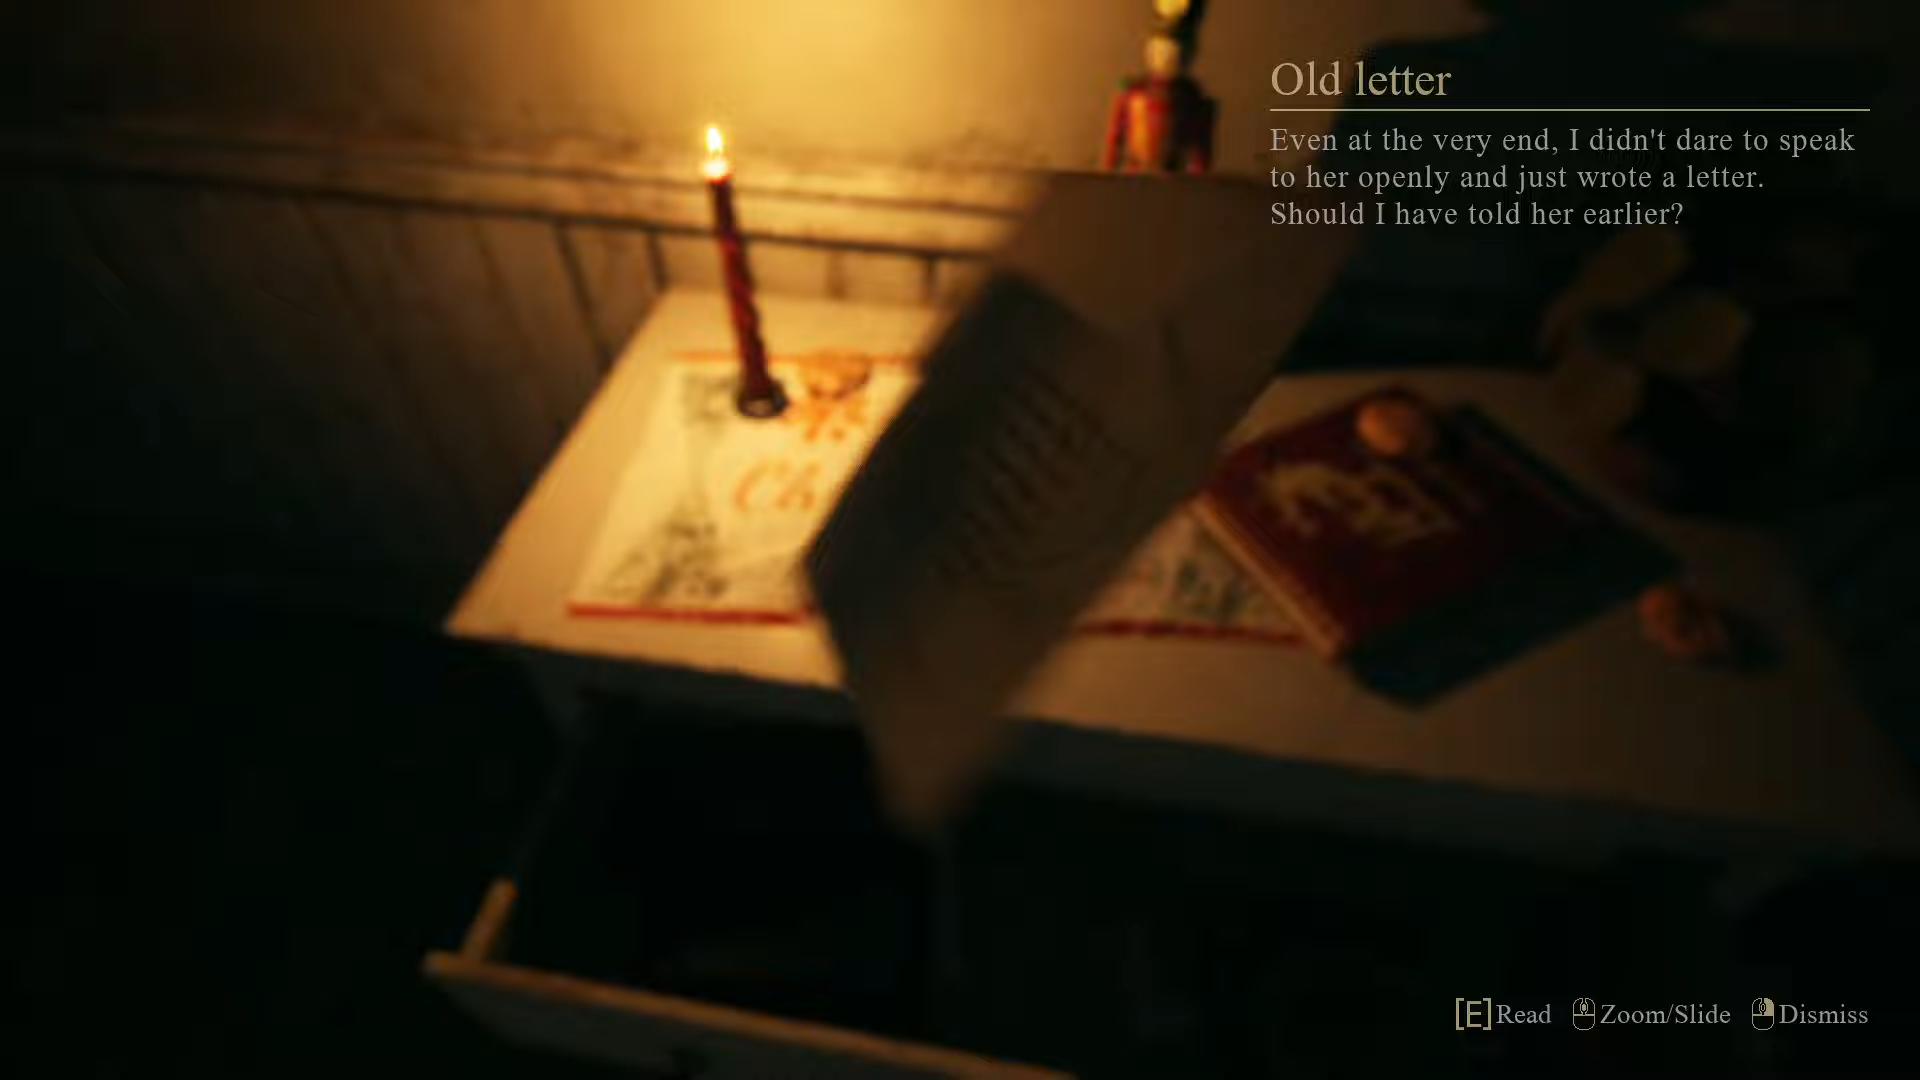 Old letter
Even at the very end, I didn't dare to speak
to her openly and just wrote a letter.
Should I have told her earlier?
Ch
[E]Read Zoom/Slide Dismiss